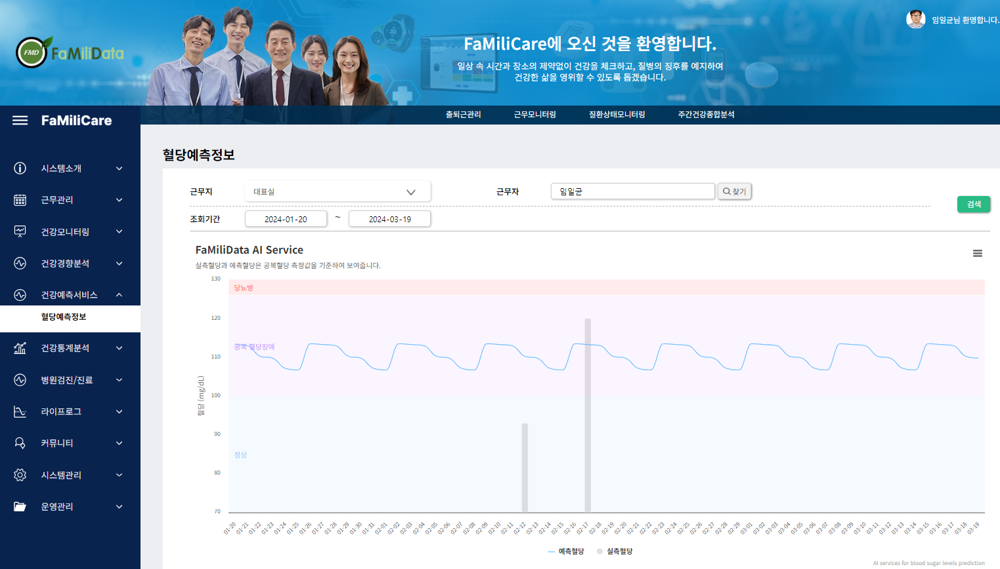 FMD FaMiliData
임일균님 환영합니다.
FaMiliCare에 오신 것을 환영합니다.
일상 속 시간과 장소의 제약없이 건강을 체크하고, 질병의 징후를 예지하여
건강한 삶을 영위할 수 있도록 돕겠습니다.
FaMiliCare
출퇴근관리 근무모니터링 질환상태모니터링 주간건강종합분석
시스템소개
근무관리
건강모니터링
건강경향분석
건강예측서비스
혈당예측정보
건강통계분석
병원검진/진료
라이프로그
커뮤니티
시스템관리
운영관리
혈당예측정보
근무지 대표실 근무자 임일균 찾기
검색
조회기간 2024-01-20 ~ 2024-03-19
FaMiliData AI Service
실측혈당과 예측혈당은 공복혈당 측정값을 기준하여 보여줍니다.
130
당뇨병
120
공복 혈당장애
110
혈당 (mg/dL)
100
90
정상
80
70
01-20 01-21 01-22 01-23 01-24 01-25 01-26 01-27 01-28 01-29 01-30 01-31 02-01 02-02 02-03 02-04 02-05 02-06 02-07 02-08 02-09 02-10 02-11 02-12 02-13 02-14 02-15 02-16 02-17 02-18 02-19 02-20 02-21 02-22 02-23 02-24 02-25 02-26 02-27 02-28 02-29 03-01 03-02 03-03 03-04 03-05 03-06 03-07 03-08 03-09 03-10 03-11 03-12 03-13 03-14 03-15 03-16 03-17 03-18 03-19
예측혈당 실측혈당
AI services for blood sugar levels prediction